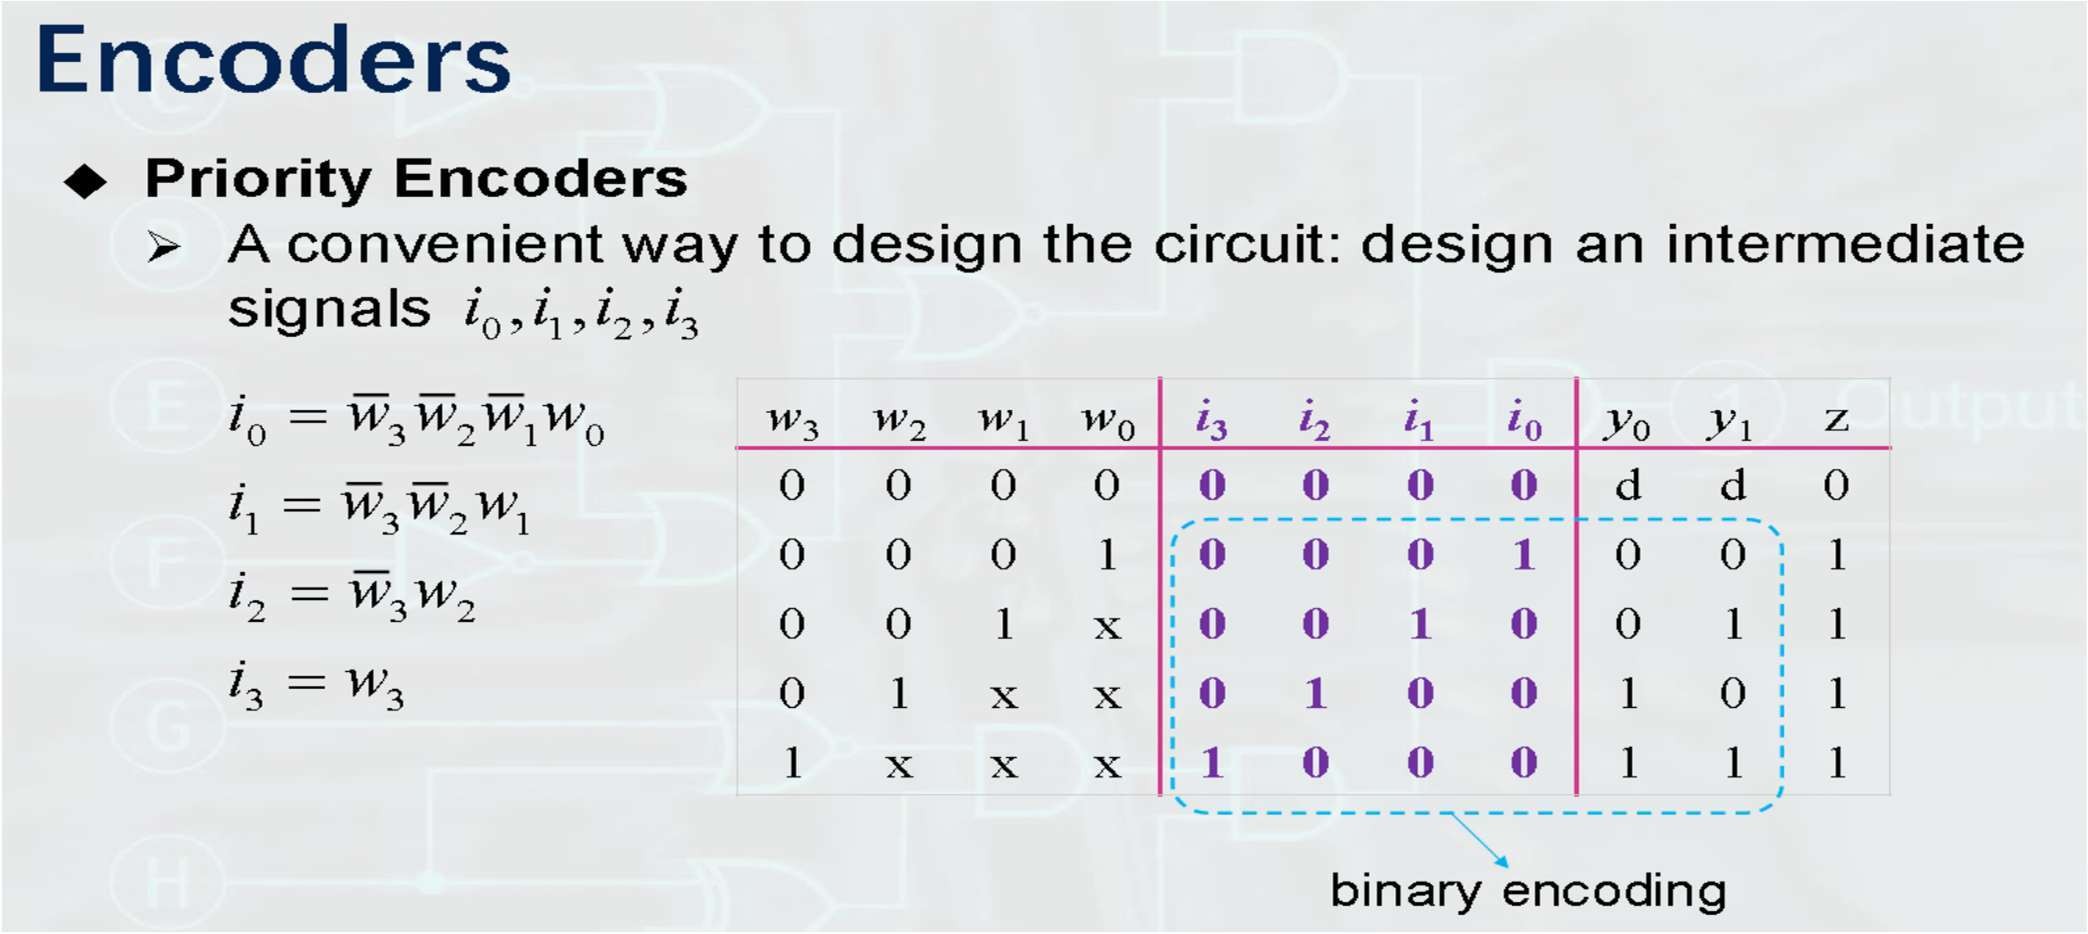 Encoders
◆ Priority Encoders
➢ A convenient way to design the circuit: design an intermediate
signals i₀, i₁, i₂, i₃
i₀ = w̅₃w̅₂w̅₁w₀
i₁ = w̅₃w̅₂w₁
i₂ = w̅₃w₂
i₃ = w₃
w₃ w₂ w₁ w₀ i₃ i₂ i₁ i₀ y₀ y₁ z
0 0 0 0 0 0 0 0 d d 0
0 0 0 1 0 0 0 1 0 0 1
0 0 1 x 0 0 1 0 0 1 1
0 1 x x 0 1 0 0 1 0 1
1 x x x 1 0 0 0 1 1 1
binary encoding
E
F
G
H
1 Output